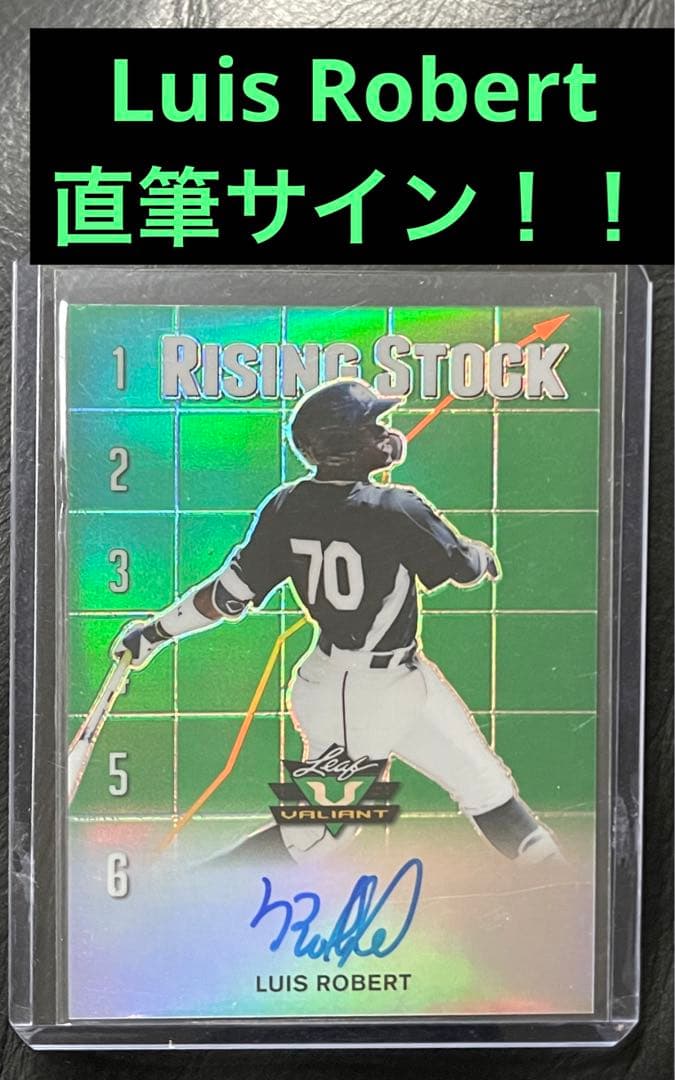 Luis Robert
直筆サイン！！
RISING STOCK
1
2
3
5
6
70
Leaf
VALIANT
LUIS ROBERT